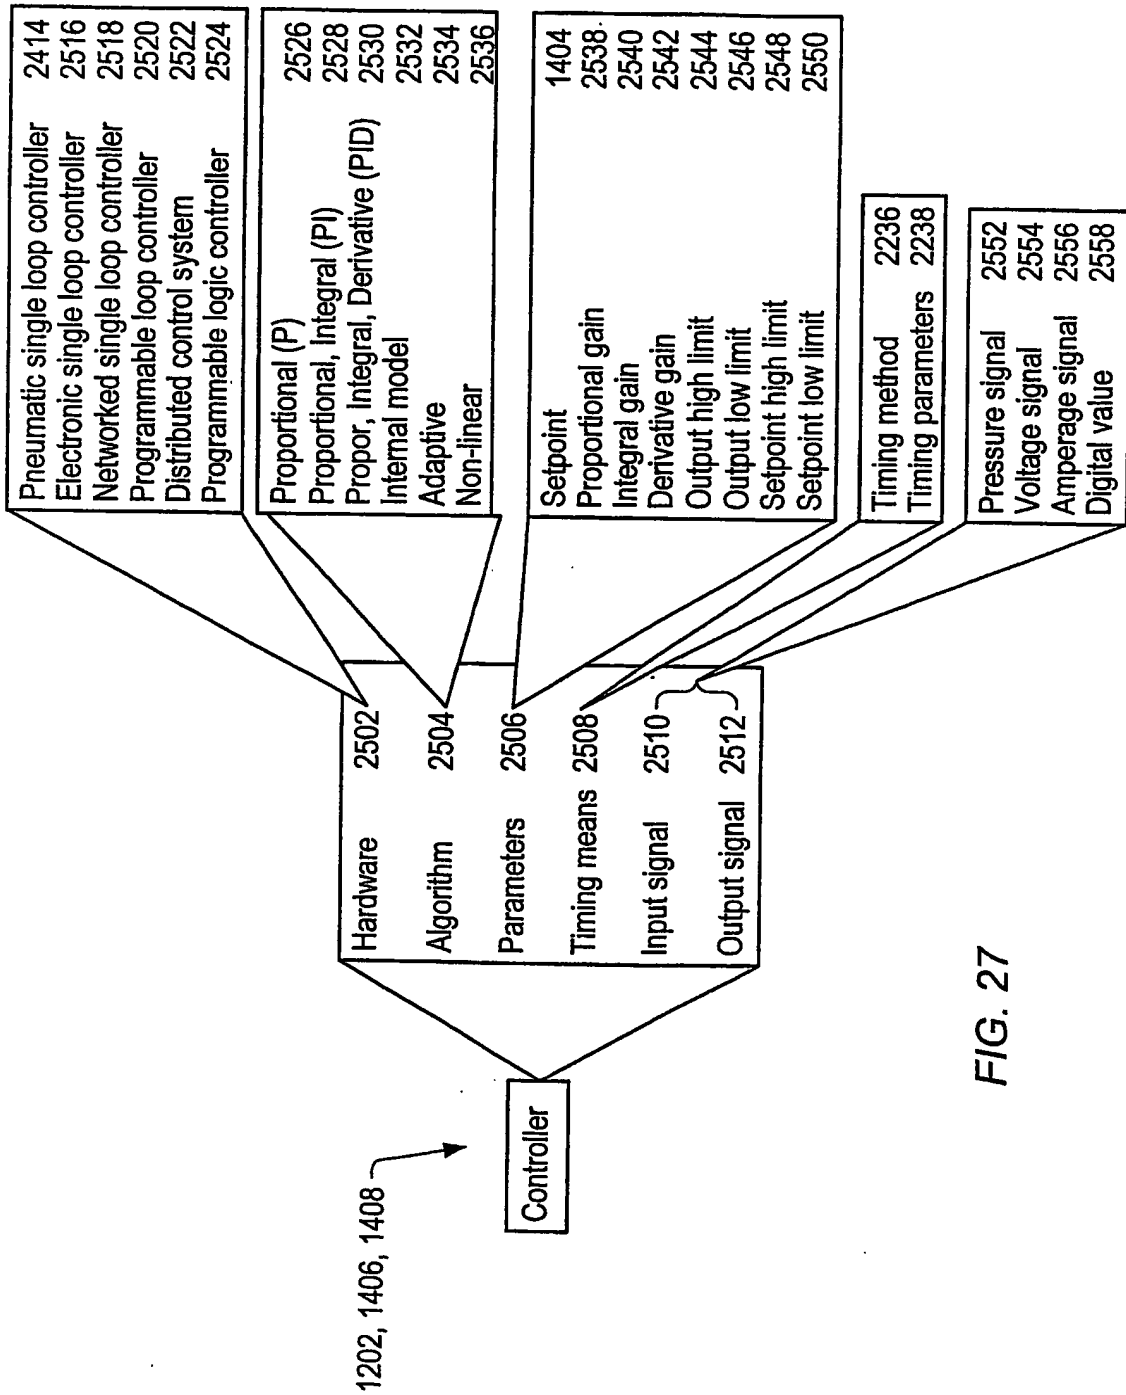 1202, 1406, 1408
Controller
Hardware 2502
Algorithm 2504
Parameters 2506
Timing means 2508
Input signal 2510
Output signal 2512
Pneumatic single loop controller 2414
Electronic single loop controller 2516
Networked single loop controller 2518
Programmable loop controller 2520
Distributed control system 2522
Programmable logic controller 2524
Proportional (P) 2526
Proportional, Integral (PI) 2528
Propor, Integral, Derivative (PID) 2530
Internal model 2532
Adaptive 2534
Non-linear 2536
Setpoint 1404
Proportional gain 2538
Integral gain 2540
Derivative gain 2542
Output high limit 2544
Output low limit 2546
Setpoint high limit 2548
Setpoint low limit 2550
Timing method 2236
Timing parameters 2238
Pressure signal 2552
Voltage signal 2554
Amperage signal 2556
Digital value 2558
FIG. 27